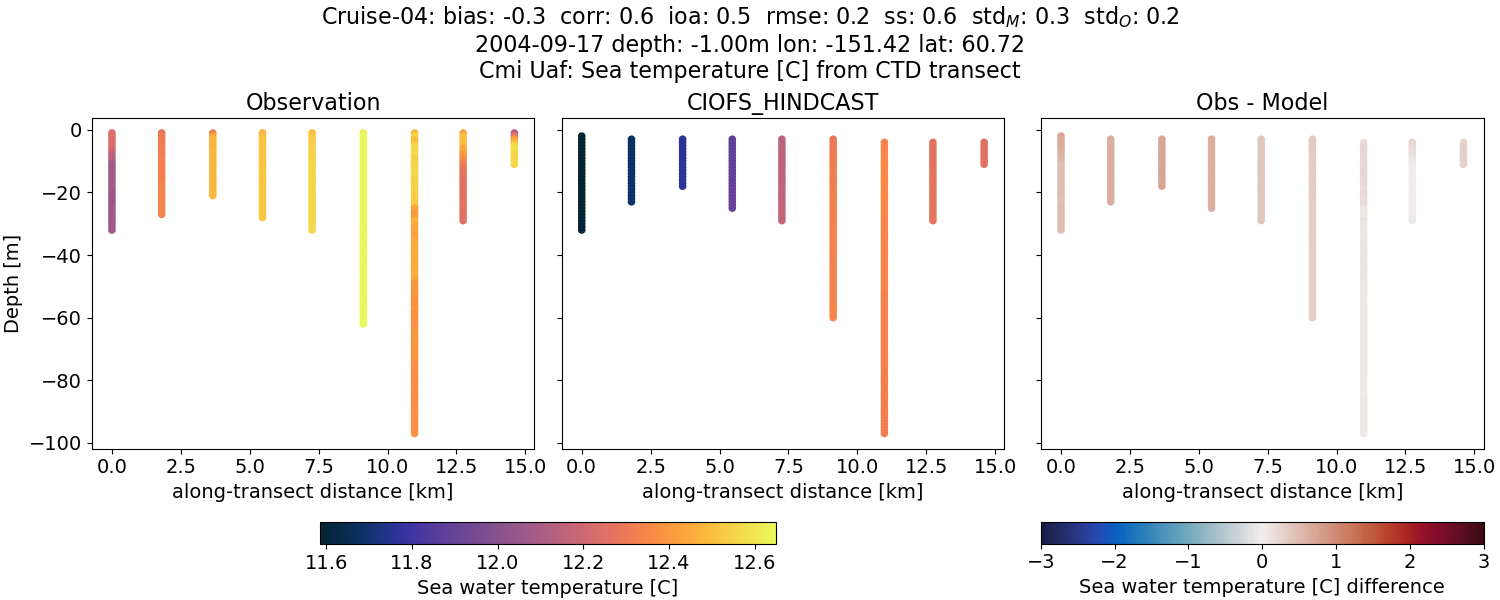 Cruise-04: bias: -0.3 corr: 0.6 ioa: 0.5 rmse: 0.2 ss: 0.6 std_M: 0.3 std_O: 0.2
2004-09-17 depth: -1.00m lon: -151.42 lat: 60.72
Cmi Uaf: Sea temperature [C] from CTD transect
Observation
CIOFS_HINDCAST
Obs - Model
Depth [m]
0
−20
−40
−60
−80
−100
0.0 2.5 5.0 7.5 10.0 12.5 15.0
0.0 2.5 5.0 7.5 10.0 12.5 15.0
0.0 2.5 5.0 7.5 10.0 12.5 15.0
along-transect distance [km]
along-transect distance [km]
along-transect distance [km]
11.6 11.8 12.0 12.2 12.4 12.6
Sea water temperature [C]
−3 −2 −1 0 1 2 3
Sea water temperature [C] difference